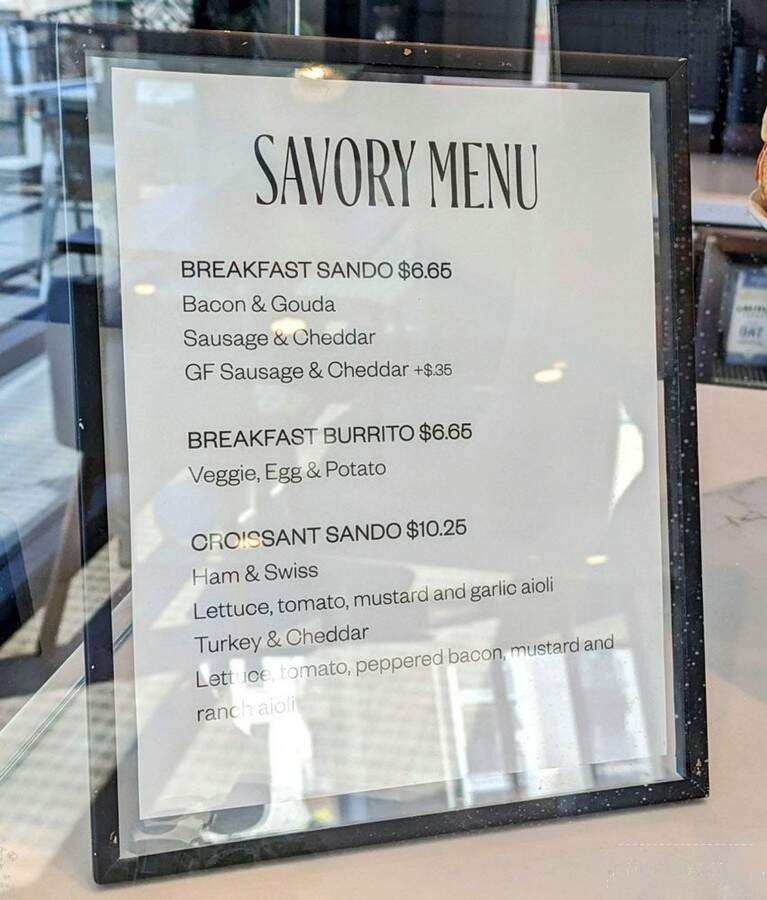 SAVORY MENU
BREAKFAST SANDO $6.65
Bacon & Gouda
Sausage & Cheddar
GF Sausage & Cheddar +$.35
BREAKFAST BURRITO $6.65
Veggie, Egg & Potato
CROISSANT SANDO $10.25
Ham & Swiss
Lettuce, tomato, mustard and garlic aioli
Turkey & Cheddar
Lettuce, tomato, peppered bacon, mustard and
ranch aioli